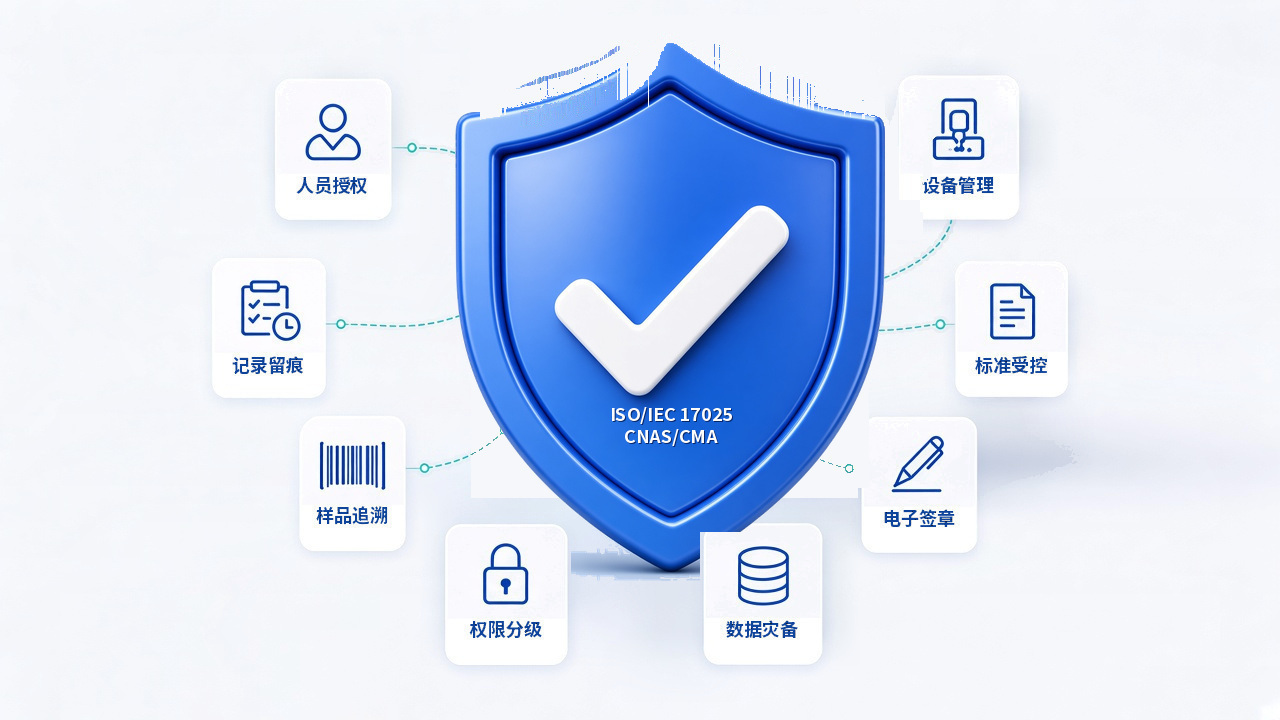 人员授权
设备管理
记录留痕
标准受控
ISO/IEC 17025
CNAS/CMA
样品追溯
电子签章
权限分级
数据灾备